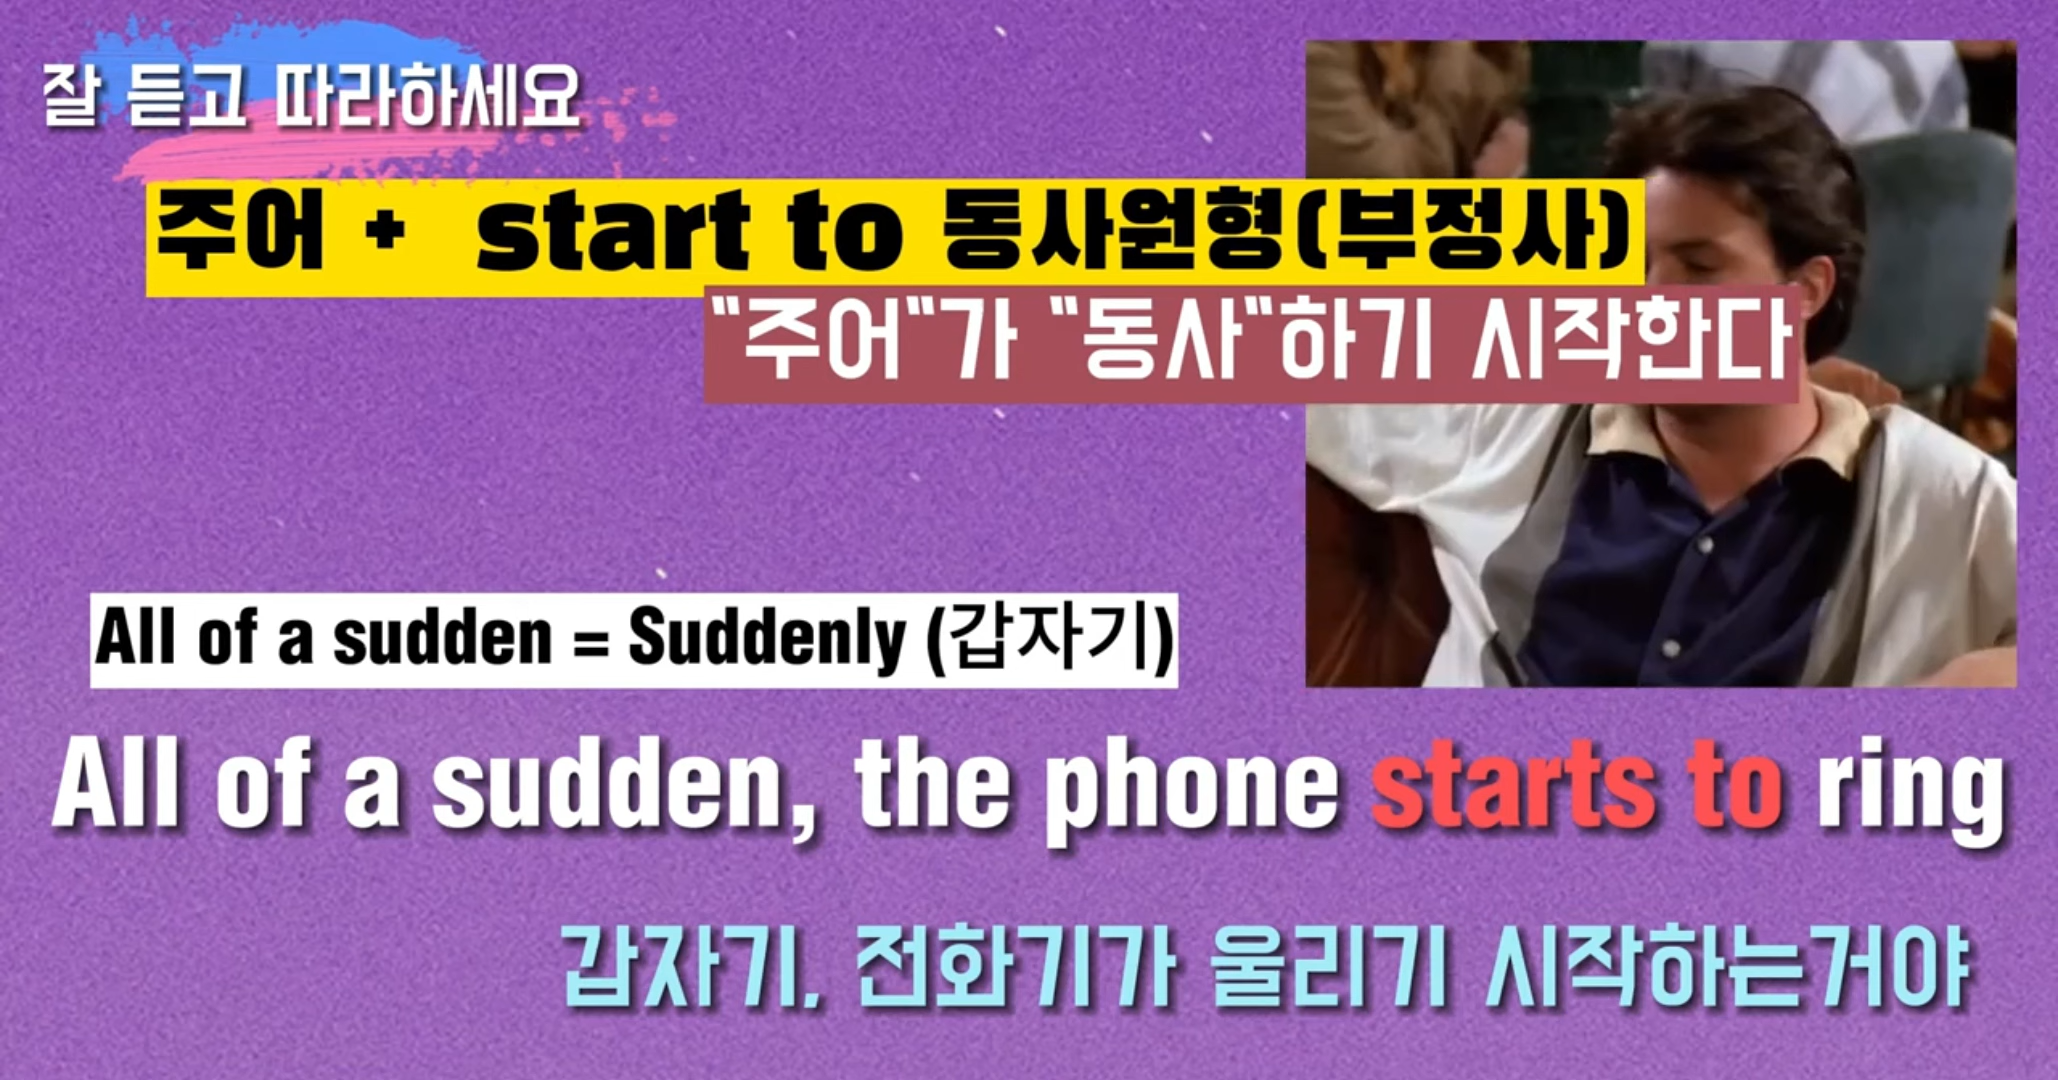 잘 듣고 따라하세요
주어 + start to 동사원형(부정사)
"주어"가 "동사"하기 시작한다
All of a sudden = Suddenly (갑자기)
All of a sudden, the phone starts to ring
갑자기, 전화기가 울리기 시작하는거야